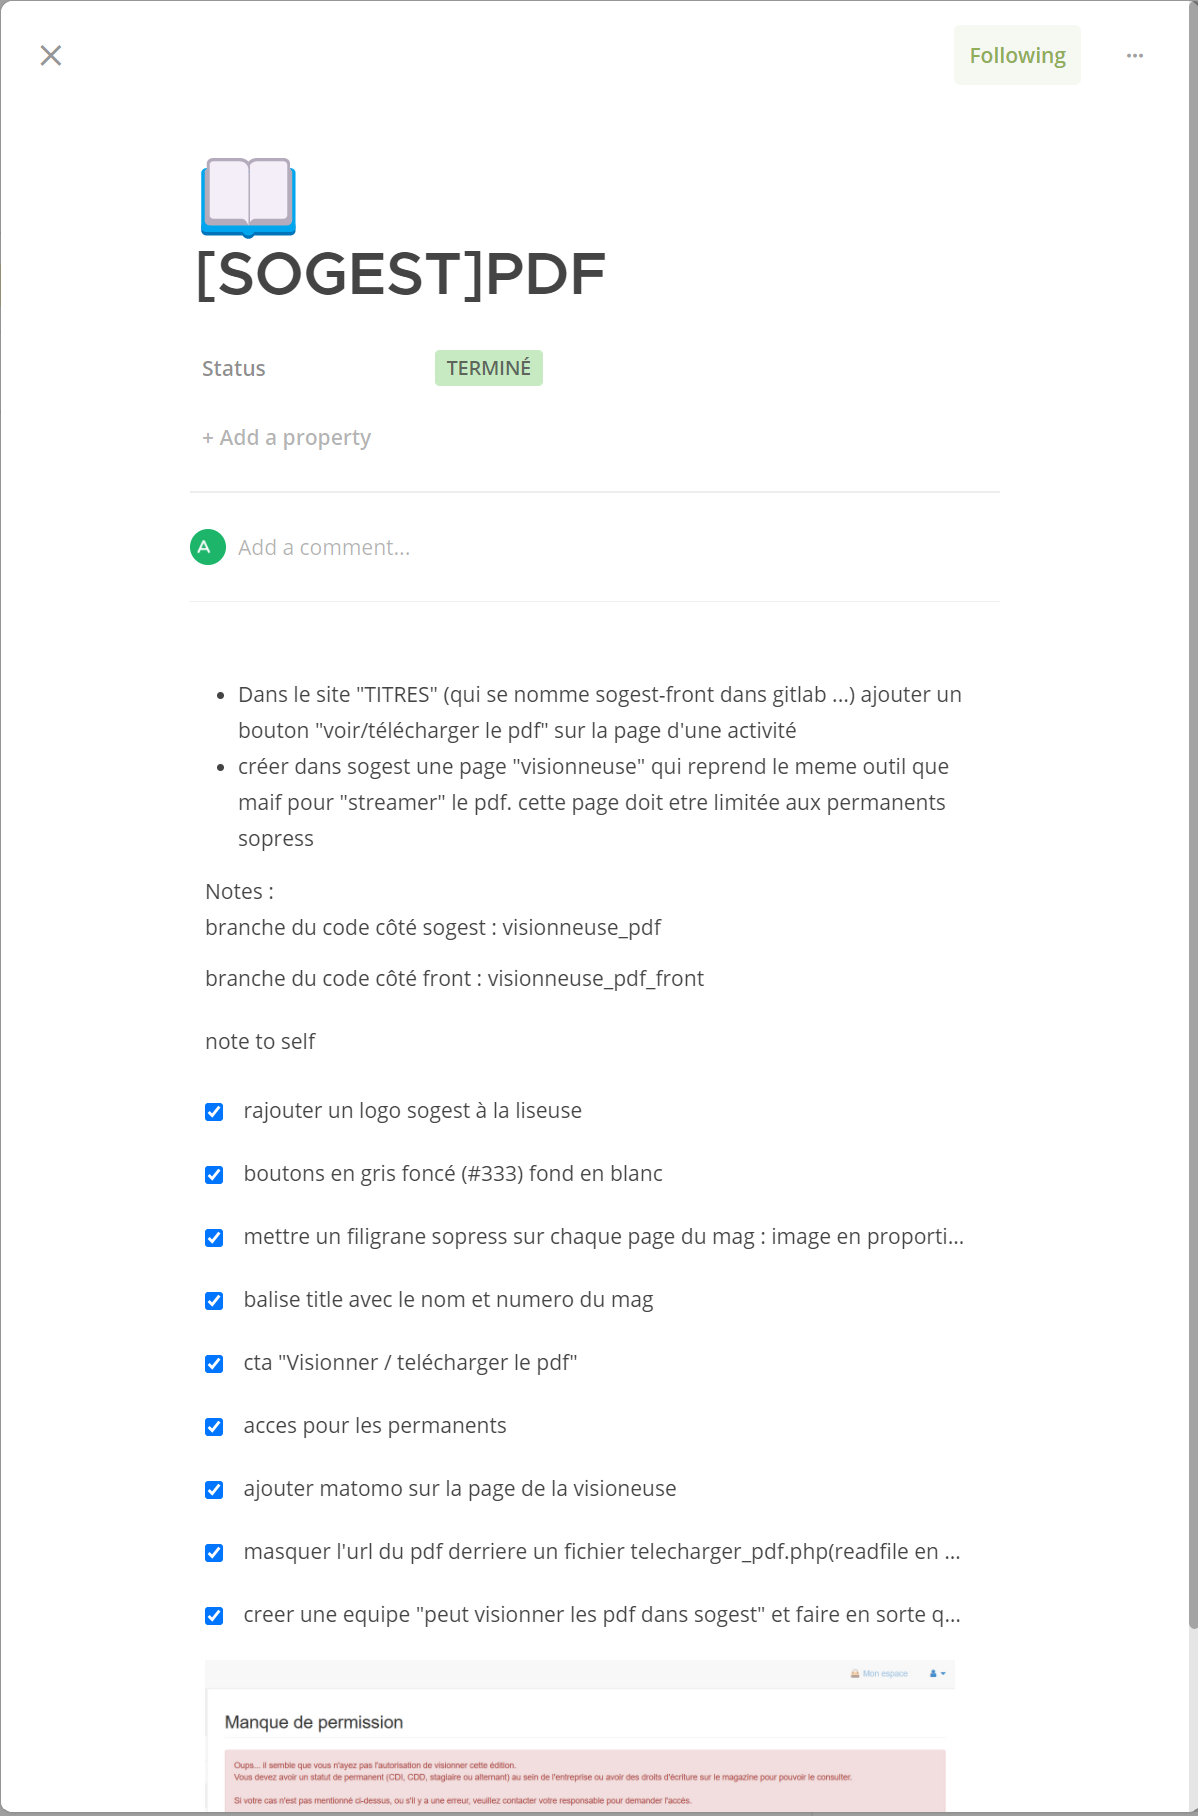 Following
[SOGEST]PDF
Status
TERMINÉ
+ Add a property
A
Add a comment...
Dans le site "TITRES" (qui se nomme sogest-front dans gitlab ...) ajouter un
bouton "voir/télécharger le pdf" sur la page d'une activité
créer dans sogest une page "visionneuse" qui reprend le meme outil que
maif pour "streamer" le pdf. cette page doit etre limitée aux permanents
sopress
Notes :
branche du code côté sogest : visionneuse_pdf
branche du code côté front : visionneuse_pdf_front
note to self
rajouter un logo sogest à la liseuse
boutons en gris foncé (#333) fond en blanc
mettre un filigrane sopress sur chaque page du mag : image en proporti...
balise title avec le nom et numero du mag
cta "Visionner / telécharger le pdf"
acces pour les permanents
ajouter matomo sur la page de la visioneuse
masquer l'url du pdf derriere un fichier telecharger_pdf.php(readfile en ...
creer une equipe "peut visionner les pdf dans sogest" et faire en sorte q...
Mon espace
Manque de permission
Oups... il semble que vous n'ayez pas l'autorisation de visionner cette édition.
Vous devez avoir un statut de permanent (CDI, CDD, stagiaire ou alternant) au sein de l'entreprise ou avoir des droits d'écriture sur le magazine pour pouvoir le consulter.
Si votre cas n'est pas mentionné ci-dessus, ou s'il y a une erreur, veuillez contacter votre responsable pour demander l'accès.